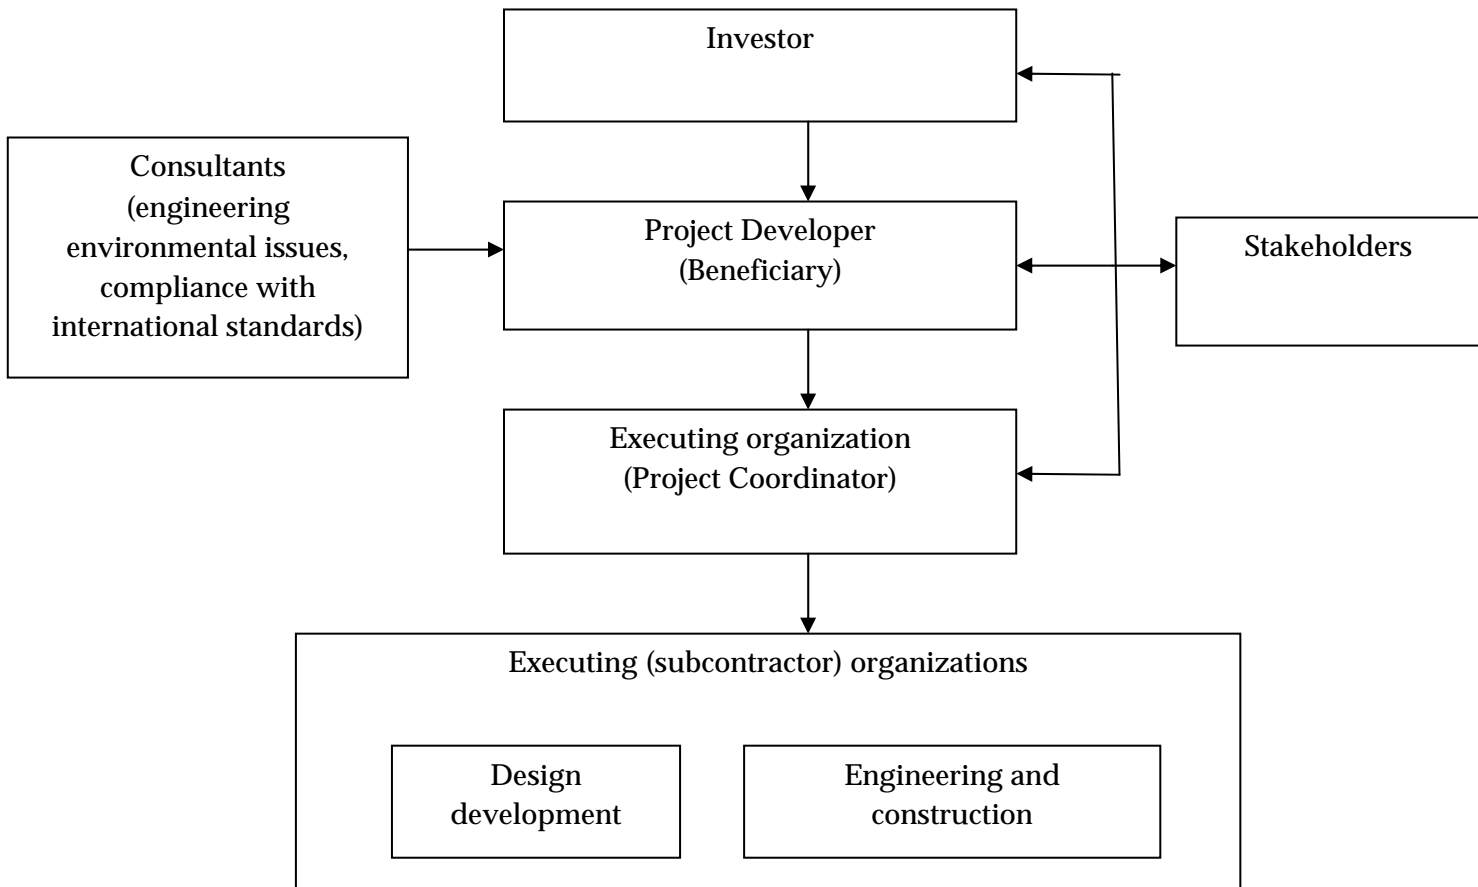 Investor
Consultants
(engineering
environmental issues,
compliance with
international standards)
Project Developer
(Beneficiary)
Stakeholders
Executing organization
(Project Coordinator)
Executing (subcontractor) organizations
Design
development
Engineering and
construction